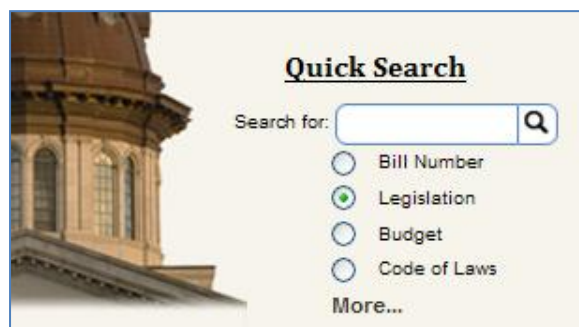 Quick Search
Search for:
Bill Number
Legislation
Budget
Code of Laws
More...